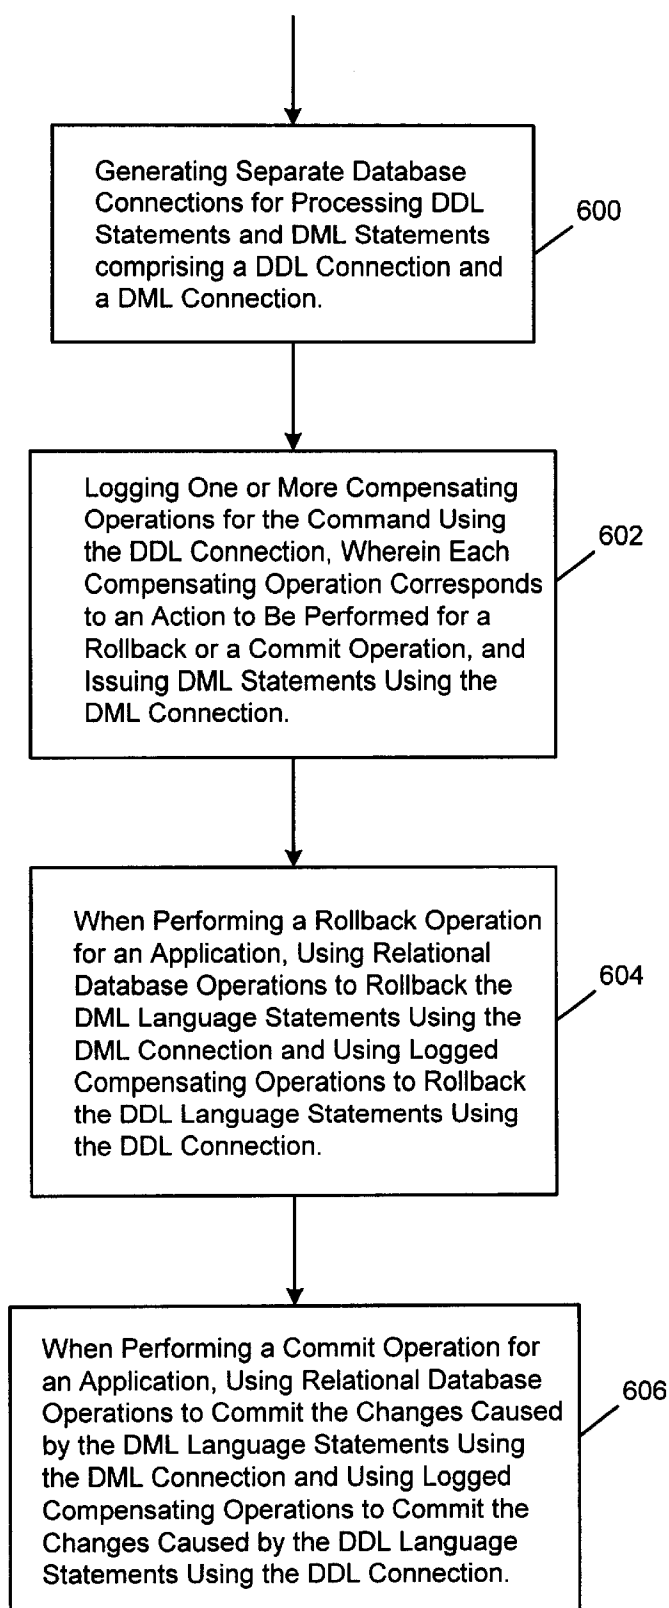 Generating Separate Database
Connections for Processing DDL
Statements and DML Statements
comprising a DDL Connection and
a DML Connection.
600
Logging One or More Compensating
Operations for the Command Using
the DDL Connection, Wherein Each
Compensating Operation Corresponds
to an Action to Be Performed for a
Rollback or a Commit Operation, and
Issuing DML Statements Using the
DML Connection.
602
When Performing a Rollback Operation
for an Application, Using Relational
Database Operations to Rollback the
DML Language Statements Using the
DML Connection and Using Logged
Compensating Operations to Rollback
the DDL Language Statements Using
the DDL Connection.
604
When Performing a Commit Operation for
an Application, Using Relational Database
Operations to Commit the Changes Caused
by the DML Language Statements Using
the DML Connection and Using Logged
Compensating Operations to Commit the
Changes Caused by the DDL Language
Statements Using the DDL Connection.
606